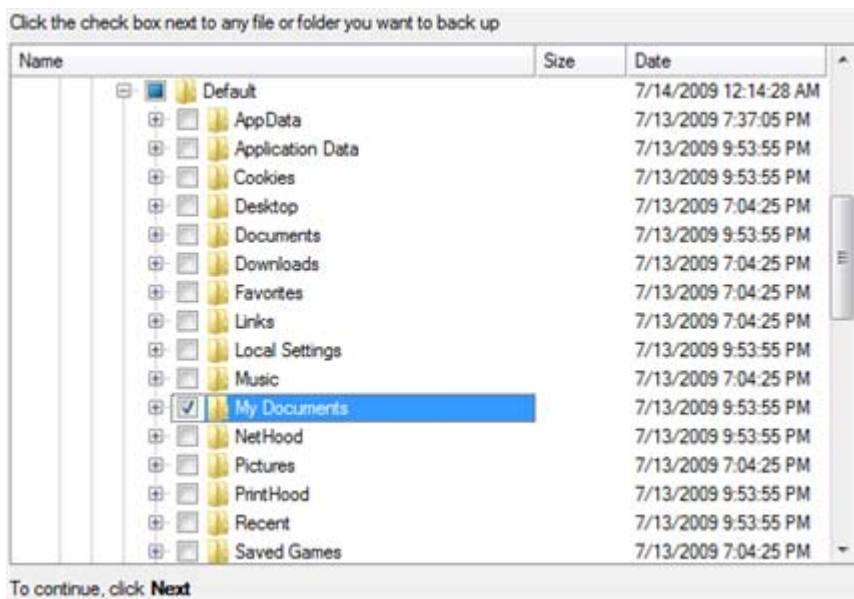 Click the check box next to any file or folder you want to back up
Name Size Date
Default 7/14/2009 12:14:28 AM
AppData 7/13/2009 7:37:05 PM
Application Data 7/13/2009 9:53:55 PM
Cookies 7/13/2009 9:53:55 PM
Desktop 7/13/2009 7:04:25 PM
Documents 7/13/2009 9:53:55 PM
Downloads 7/13/2009 7:04:25 PM
Favorites 7/13/2009 7:04:25 PM
Links 7/13/2009 7:04:25 PM
Local Settings 7/13/2009 9:53:55 PM
Music 7/13/2009 7:04:25 PM
My Documents 7/13/2009 9:53:55 PM
NetHood 7/13/2009 9:53:55 PM
Pictures 7/13/2009 7:04:25 PM
PrintHood 7/13/2009 9:53:55 PM
Recent 7/13/2009 9:53:55 PM
Saved Games 7/13/2009 7:04:25 PM
To continue, click Next